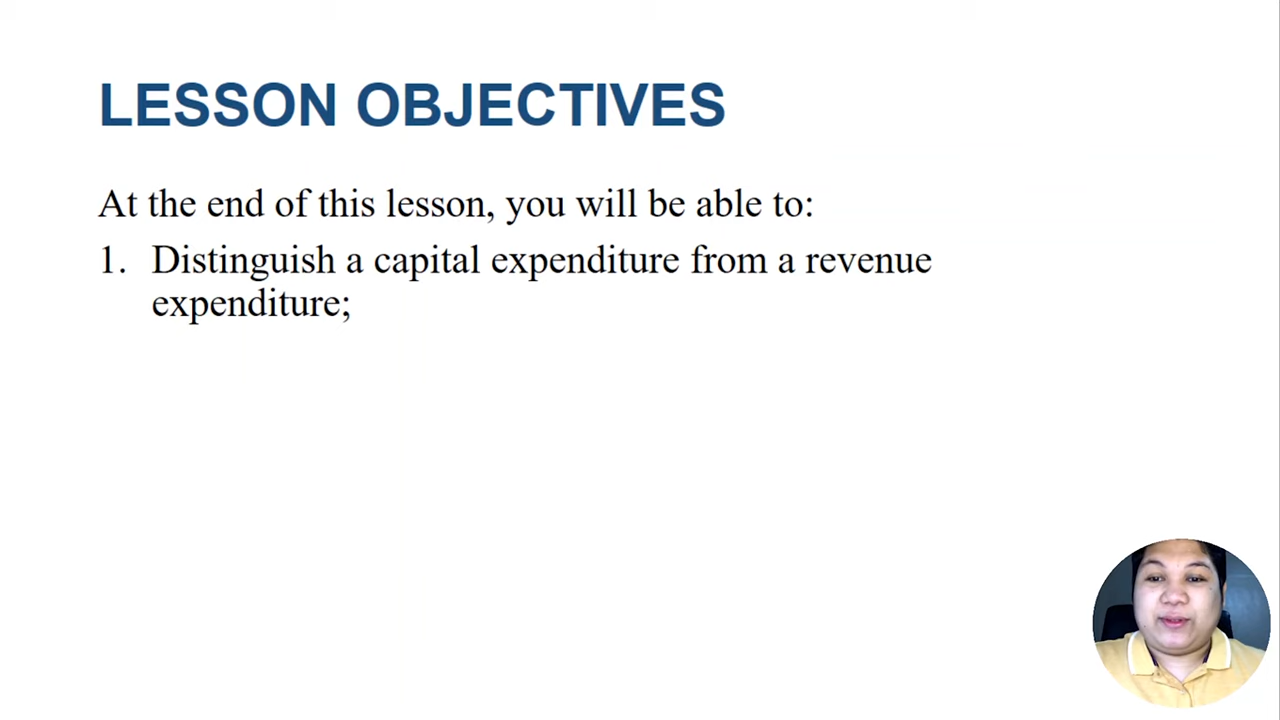 LESSON OBJECTIVES
At the end of this lesson, you will be able to:
1. Distinguish a capital expenditure from a revenue
expenditure;